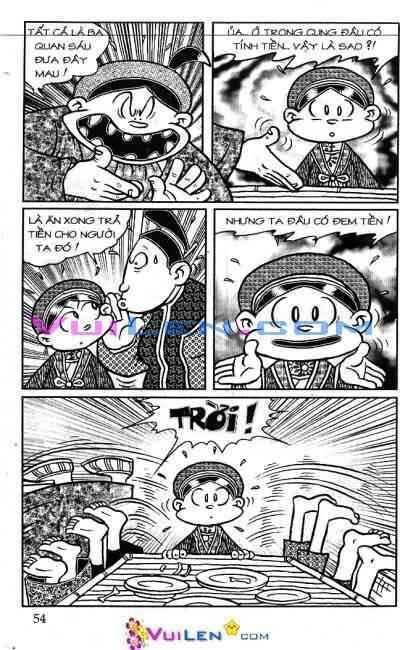 TẤT CẢ LÀ BA
QUAN SÁU
ĐƯA ĐÂY
MAU !
ỦA.. Ở TRONG CUNG ĐÂU CÓ
TÍNH TIỀN.. VẬY LÀ SAO ?!
LÀ ĂN XONG TRẢ
TIỀN CHO NGƯỜI
TA ĐÓ !
NHƯNG TA ĐÂU CÓ ĐEM TIỀN !
VUILEN.COM
TRỜI !
54
VUILEN.COM